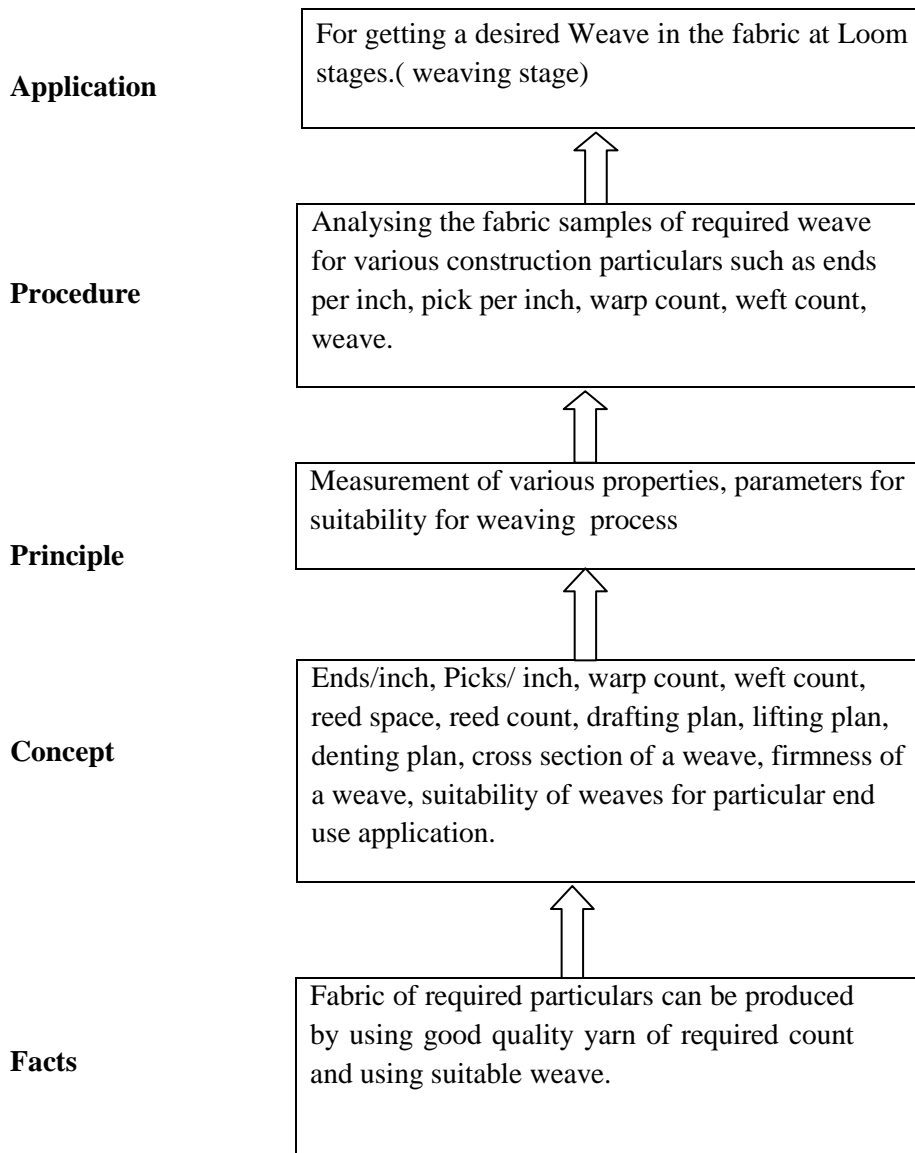 For getting a desired Weave in the fabric at Loom
stages.( weaving stage)
Application
Analysing the fabric samples of required weave
for various construction particulars such as ends
per inch, pick per inch, warp count, weft count,
weave.
Procedure
Measurement of various properties, parameters for
suitability for weaving process
Principle
Ends/inch, Picks/ inch, warp count, weft count,
reed space, reed count, drafting plan, lifting plan,
denting plan, cross section of a weave, firmness of
a weave, suitability of weaves for particular end
use application.
Concept
Fabric of required particulars can be produced
by using good quality yarn of required count
and using suitable weave.
Facts